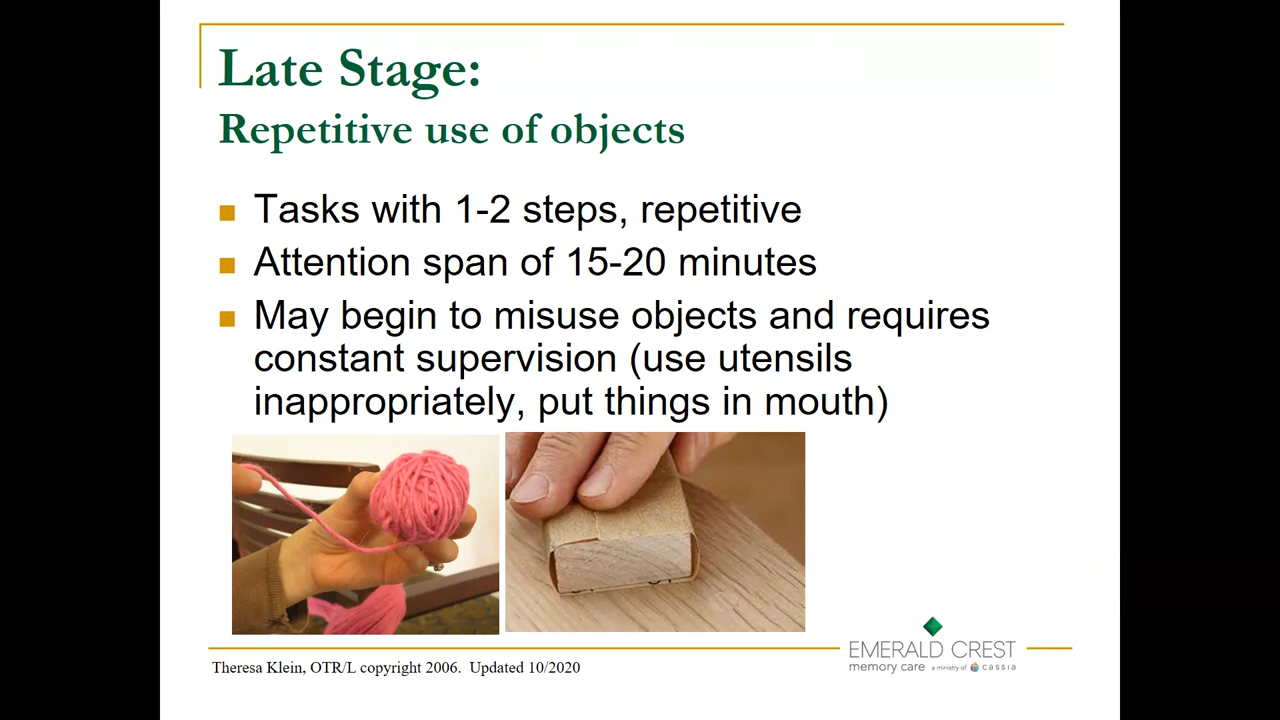 Late Stage:
Repetitive use of objects
Tasks with 1-2 steps, repetitive
Attention span of 15-20 minutes
May begin to misuse objects and requires
constant supervision (use utensils
inappropriately, put things in mouth)
Theresa Klein, OTR/L copyright 2006.  Updated 10/2020
EMERALD CREST
memory care a ministry of cassia